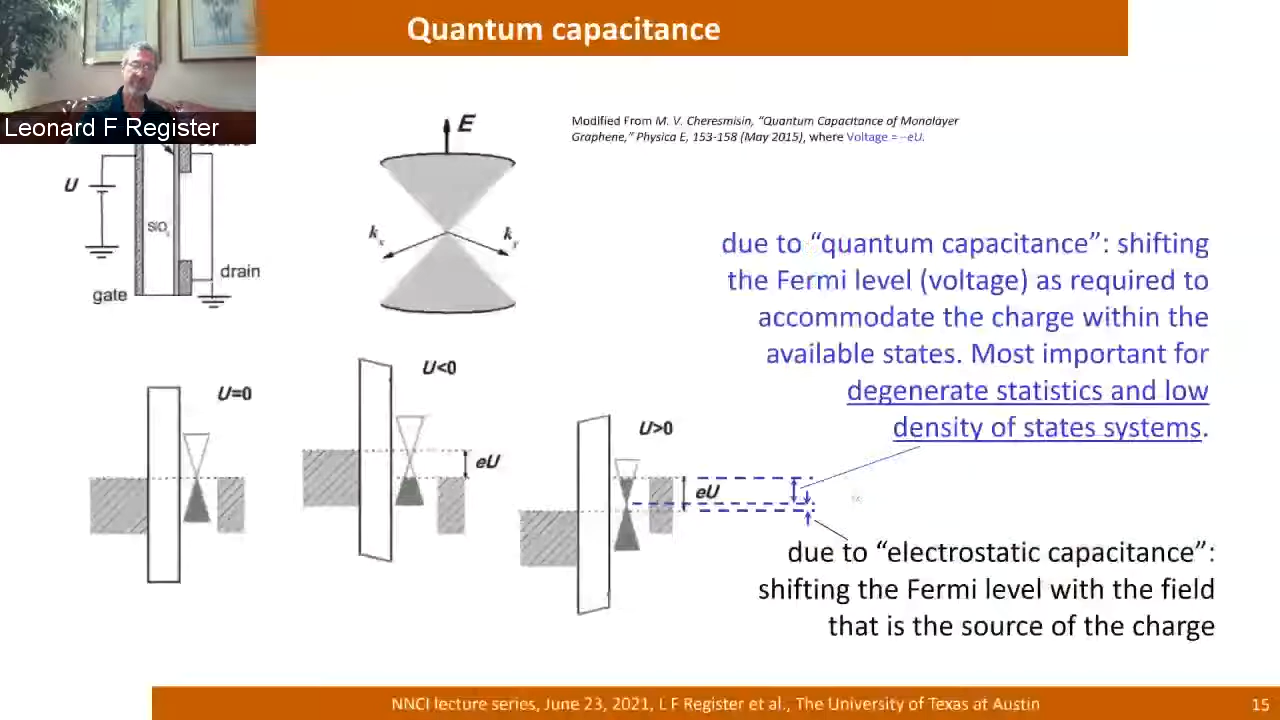 Quantum capacitance
Leonard F Register
E
Modified From M. V. Cheresmisin, “Quantum Capacitance of Monolayer
Graphene,” Physica E, 153-158 (May 2015), where Voltage = –eU.
U
SiO2
drain
gate
kx
ky
due to “quantum capacitance”: shifting
the Fermi level (voltage) as required to
accommodate the charge within the
available states. Most important for
degenerate statistics and low
density of states systems.
U=0
U<0
eU
U>0
eU
due to “electrostatic capacitance”:
shifting the Fermi level with the field
that is the source of the charge
NNCI lecture series, June 23, 2021, L F Register et al., The University of Texas at Austin
15